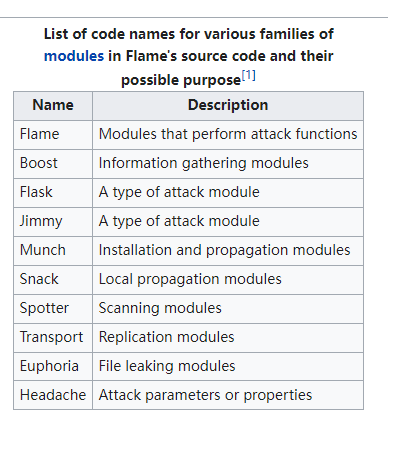 List of code names for various families of
modules in Flame's source code and their
possible purpose[1]
Name Description
Flame Modules that perform attack functions
Boost Information gathering modules
Flask A type of attack module
Jimmy A type of attack module
Munch Installation and propagation modules
Snack Local propagation modules
Spotter Scanning modules
Transport Replication modules
Euphoria File leaking modules
Headache Attack parameters or properties